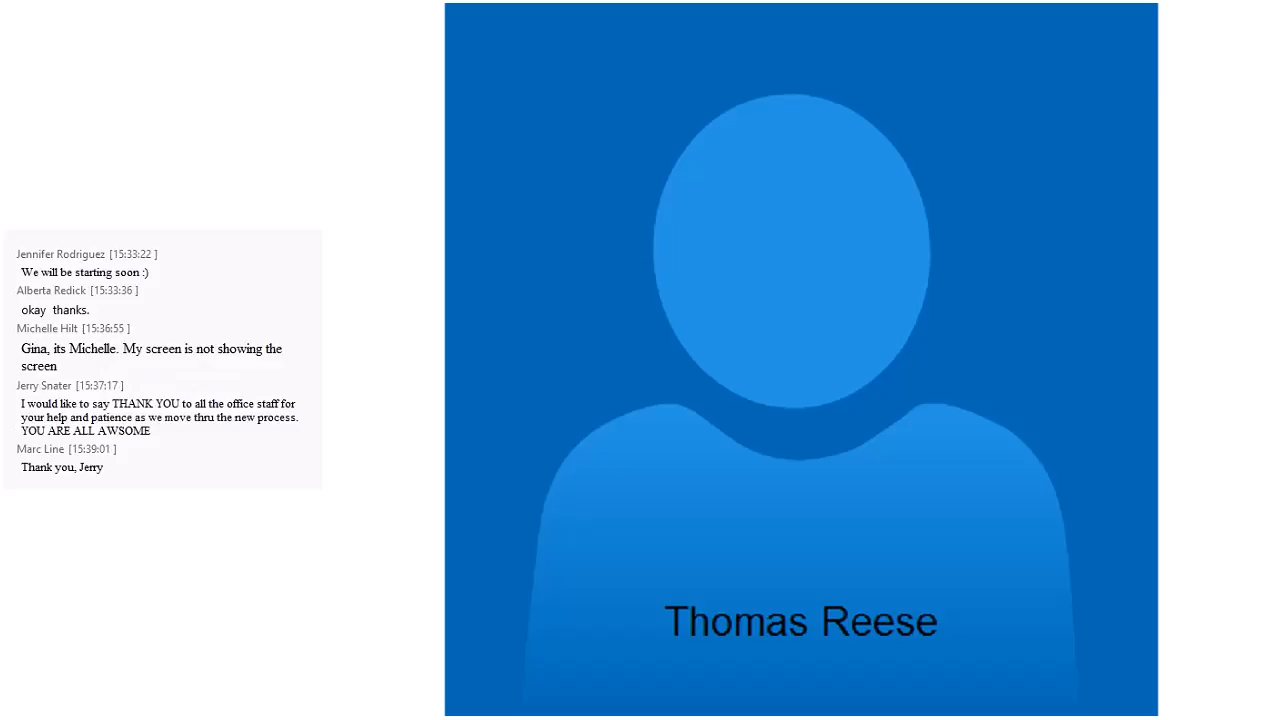 Jennifer Rodriguez [15:33:22 ]
We will be starting soon :)
Alberta Redick [15:33:36 ]
okay  thanks.
Michelle Hilt [15:36:55 ]
Gina, its Michelle. My screen is not showing the
screen
Jerry Snater [15:37:17 ]
I would like to say THANK YOU to all the office staff for
your help and patience as we move thru the new process.
YOU ARE ALL AWSOME
Marc Line [15:39:01 ]
Thank you, Jerry
Thomas Reese